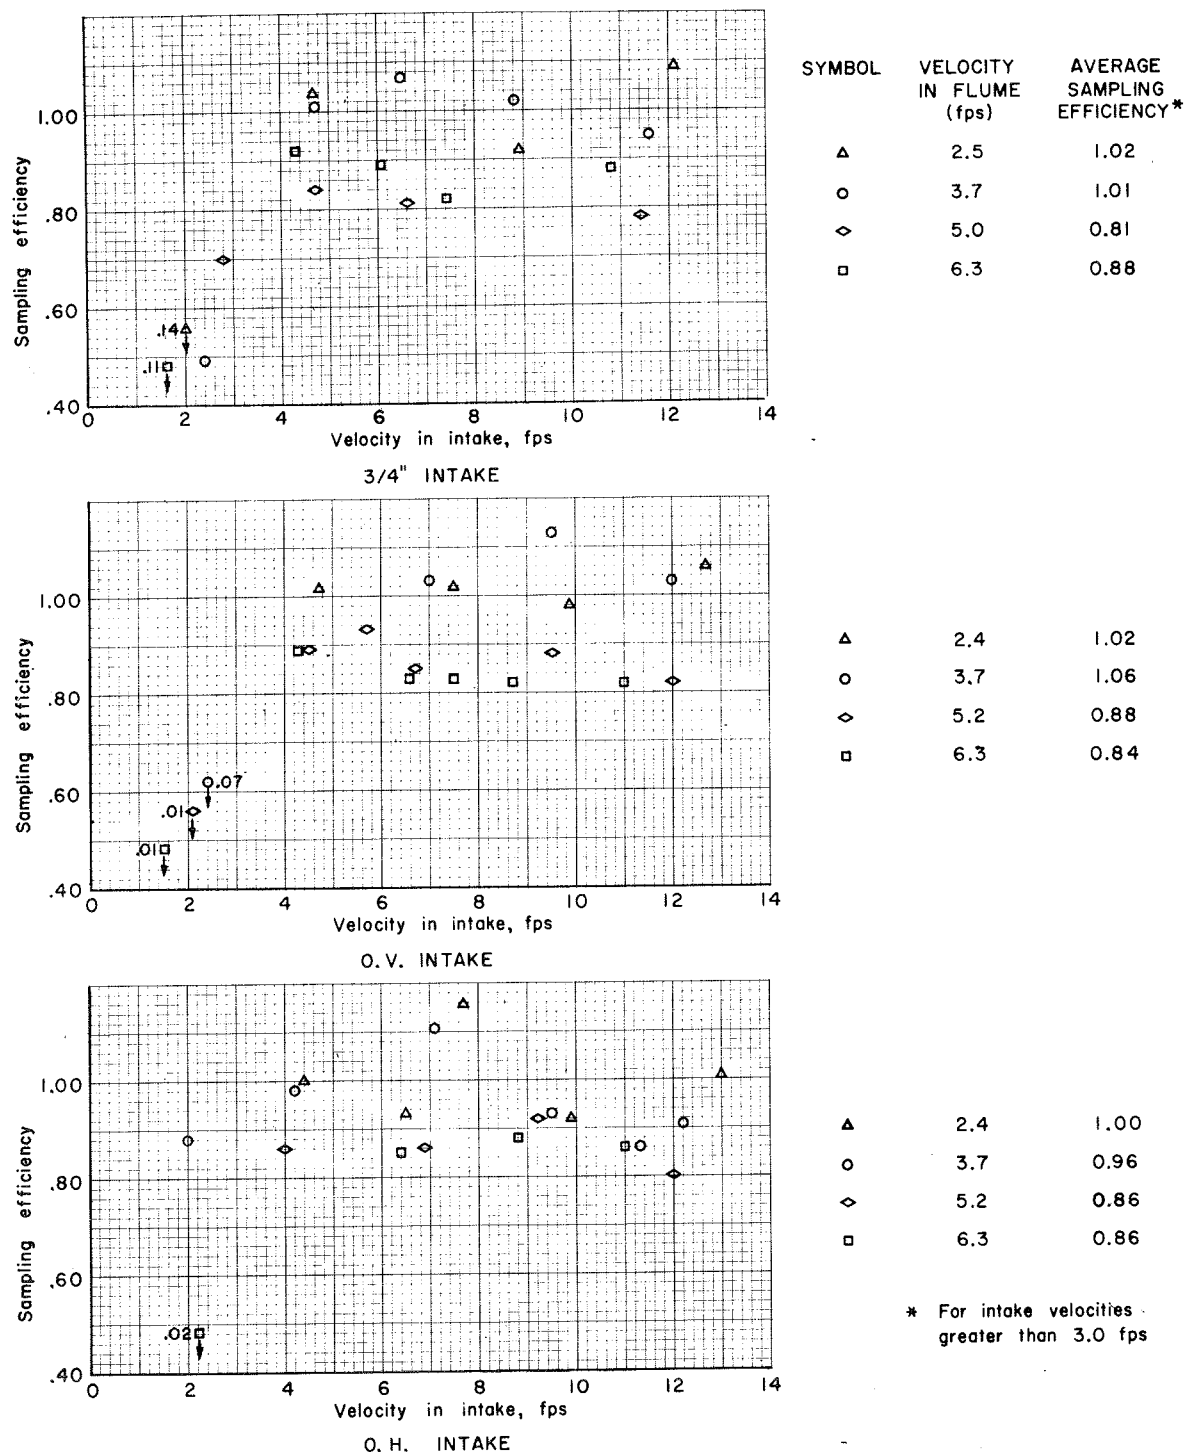 SYMBOL VELOCITY IN FLUME (fps) AVERAGE SAMPLING EFFICIENCY*
2.5 1.02
3.7 1.01
5.0 0.81
6.3 0.88
Sampling efficiency
1.00
.80
.60
.40
.14
.11
0 2 4 6 8 10 12 14
Velocity in intake, fps
3/4" INTAKE
Sampling efficiency
1.00
.80
.60
.40
.07
.01
.01
0 2 4 6 8 10 12 14
Velocity in intake, fps
O.V. INTAKE
2.4 1.02
3.7 1.06
5.2 0.88
6.3 0.84
Sampling efficiency
1.00
.80
.60
.40
.02
0 2 4 6 8 10 12 14
Velocity in intake, fps
O.H. INTAKE
2.4 1.00
3.7 0.96
5.2 0.86
6.3 0.86
* For intake velocities
greater than 3.0 fps